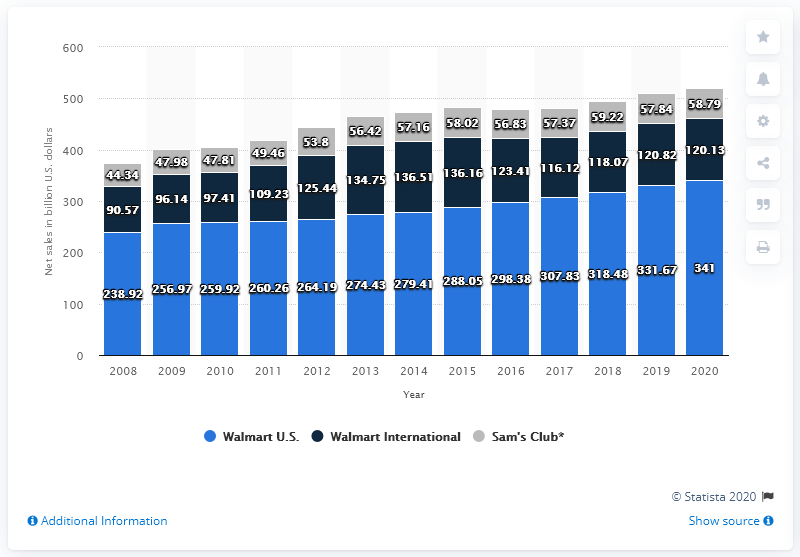 600
500
400
300
200
100
0
Net sales in billion U.S. dollars
44.34 47.98 47.81 49.46 53.8 56.42 57.16 58.02 56.83 57.37 59.22 57.84 58.79
90.57 96.14 97.41 109.23 125.44 134.75 136.51 136.16 123.41 116.12 118.07 120.82 120.13
238.92 256.97 259.92 260.26 264.19 274.43 279.41 288.05 298.38 307.83 318.48 331.67 341
2008 2009 2010 2011 2012 2013 2014 2015 2016 2017 2018 2019 2020
Year
Walmart U.S. Walmart International Sam's Club*
© Statista 2020
Additional Information Show source